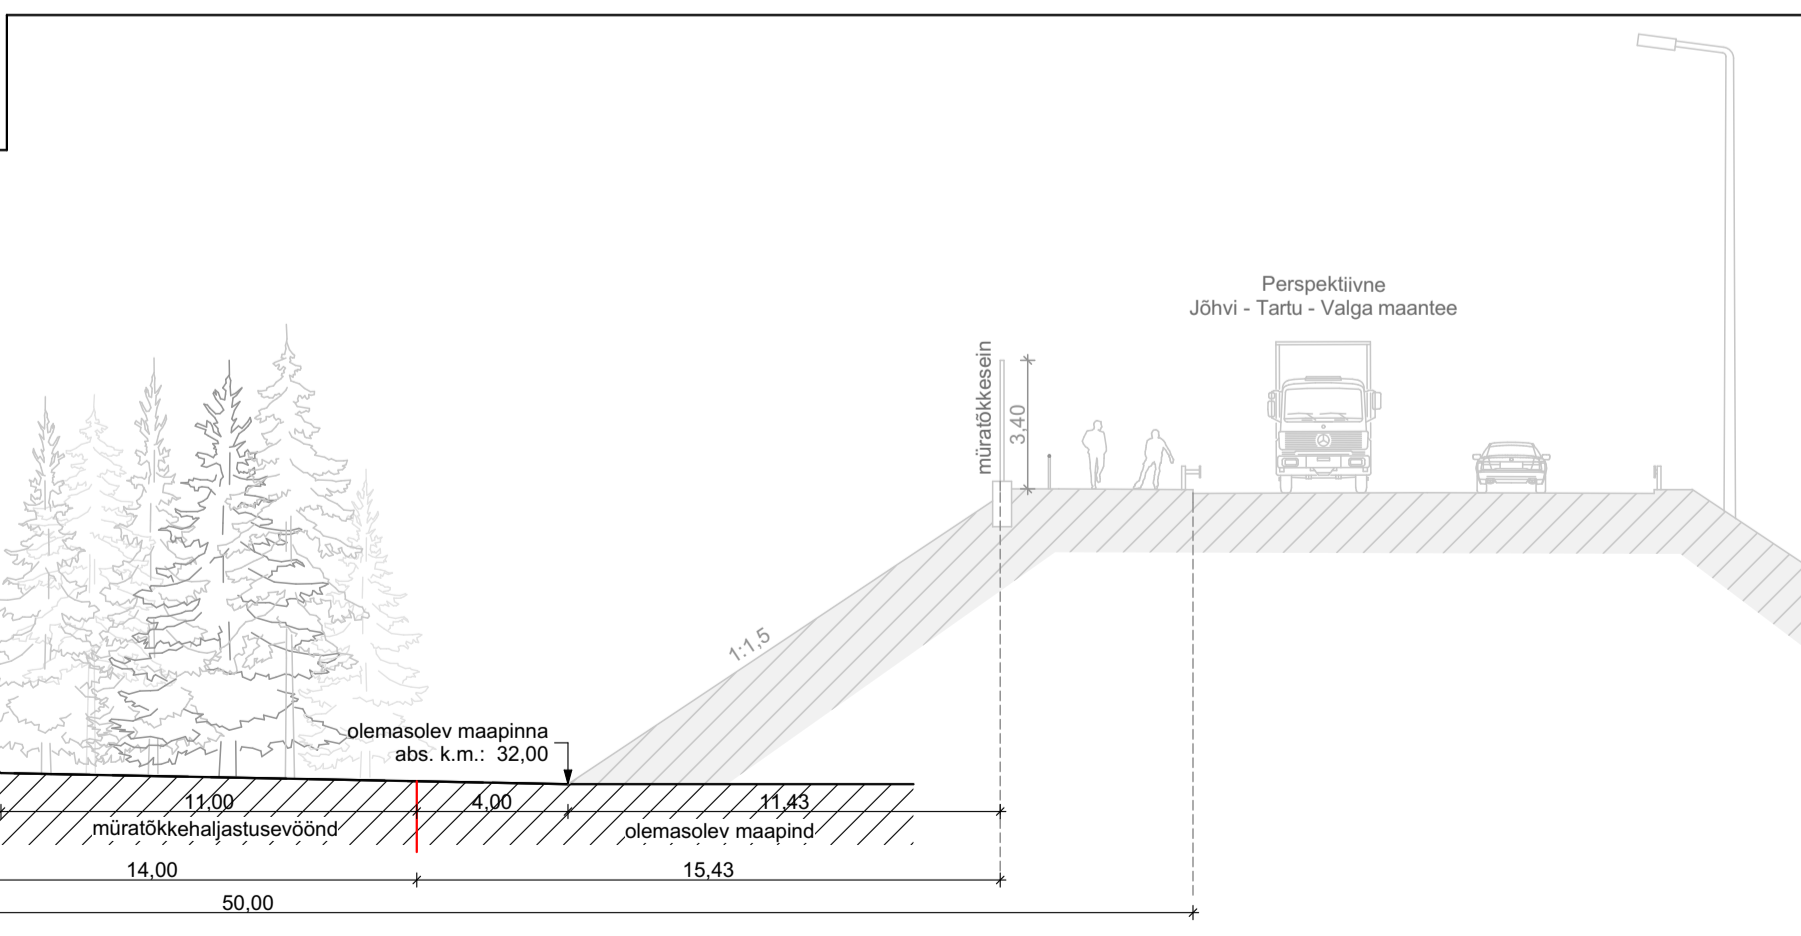 Perspektiivne
Jõhvi - Tartu - Valga maantee
müratõkkesein
3,40
1:1,5
olemasolev maapinna
abs. k.m.: 32,00
11,00
4,00
11,43
müratõkkehaljastusevöönd
olemasolev maapind
14,00
15,43
50,00